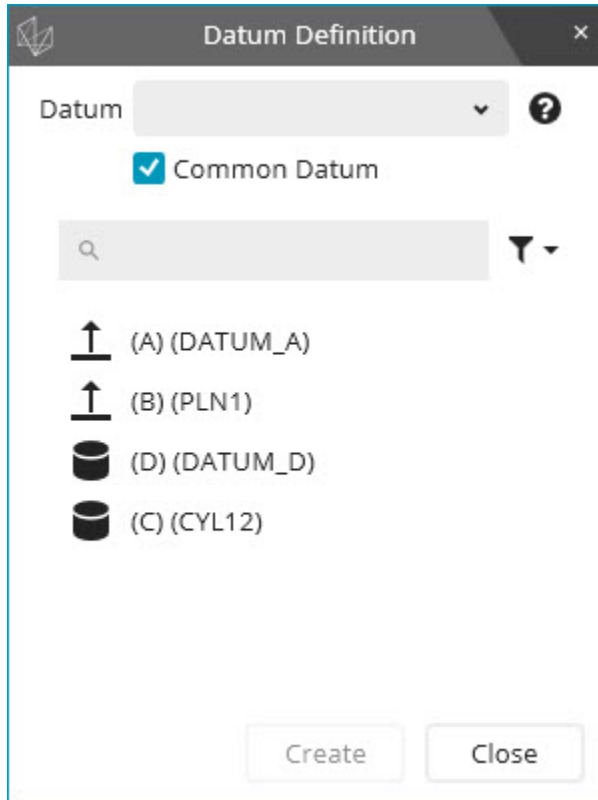 Datum Definition
Datum
Common Datum
(A) (DATUM_A)
(B) (PLN1)
(D) (DATUM_D)
(C) (CYL12)
Create Close